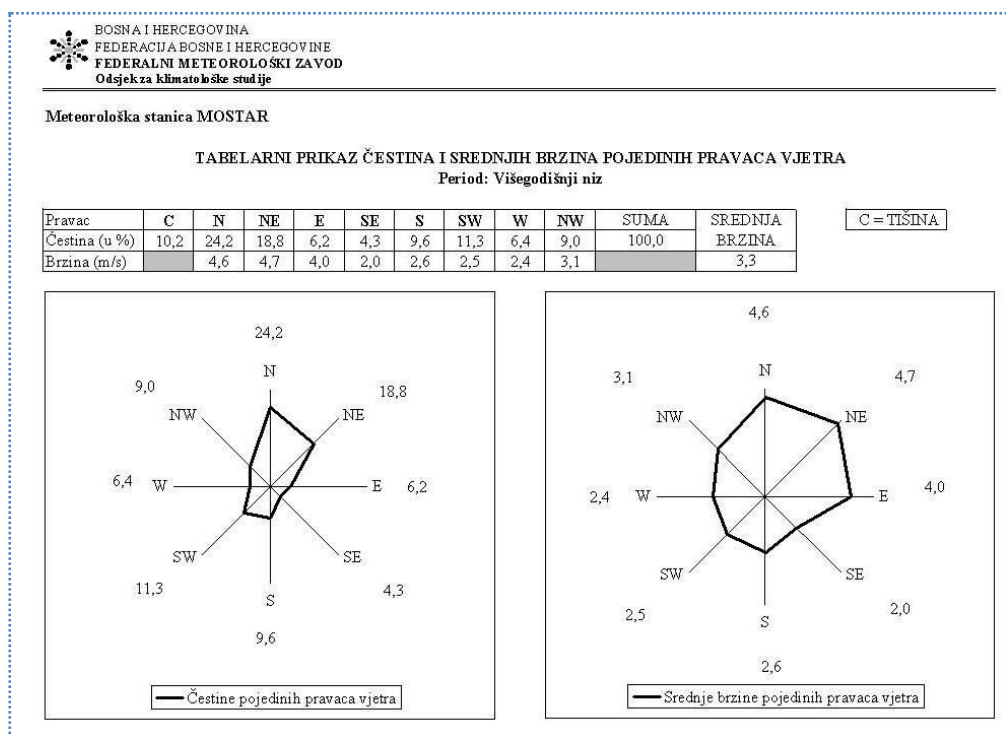 BOSNA I HERCEGOVINA
FEDERACIJA BOSNE I HERCEGOVINE
FEDERALNI METEOROLOŠKI ZAVOD
Odsjek za klimatološke studije
Meteorološka stanica MOSTAR
TABELARNI PRIKAZ ČESTINA I SREDNJIH BRZINA POJEDINIH PRAVACA VJETRA
Period: Višegodišnji niz
Pravac C N NE E SE S SW W NW SUMA SREDNJA C = TIŠINA
Čestina (u %) 10,2 24,2 18,8 6,2 4,3 9,6 11,3 6,4 9,0 100,0 BRZINA
Brzina (m/s) 4,6 4,7 4,0 2,0 2,6 2,5 2,4 3,1 3,3
24,2
N
9,0
18,8
NW
NE
6,4
W
E
6,2
SW
SE
11,3
4,3
S
9,6
Čestine pojedinih pravaca vjetra
4,6
N
3,1
4,7
NW
NE
2,4
W
E
4,0
SW
SE
2,5
2,0
S
2,6
Srednje brzine pojedinih pravaca vjetra